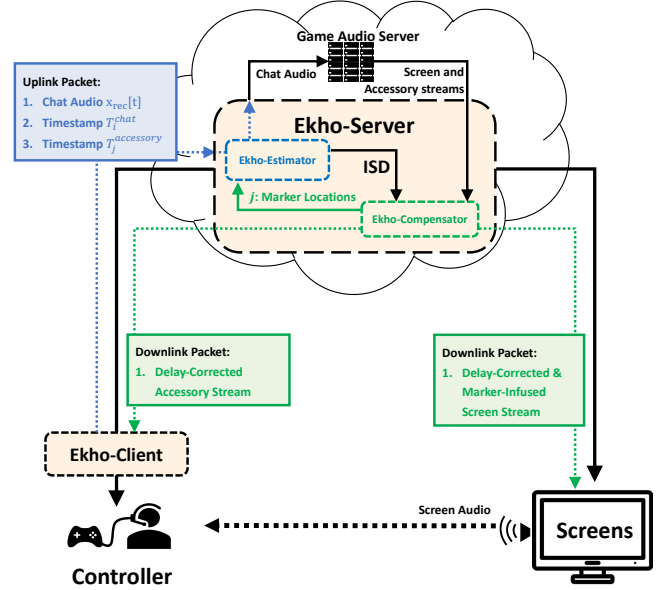 Game Audio Server
Uplink Packet:
1. Chat Audio x_rec[t]
2. Timestamp T_i^chat
3. Timestamp T_j^accessory
Chat Audio
Screen and
Accessory streams
Ekho-Server
Ekho-Estimator
ISD
j: Marker Locations
Ekho-Compensator
Downlink Packet:
1. Delay-Corrected
Accessory Stream
Downlink Packet:
1. Delay-Corrected &
Marker-Infused
Screen Stream
Ekho-Client
Screen Audio
Screens
Controller